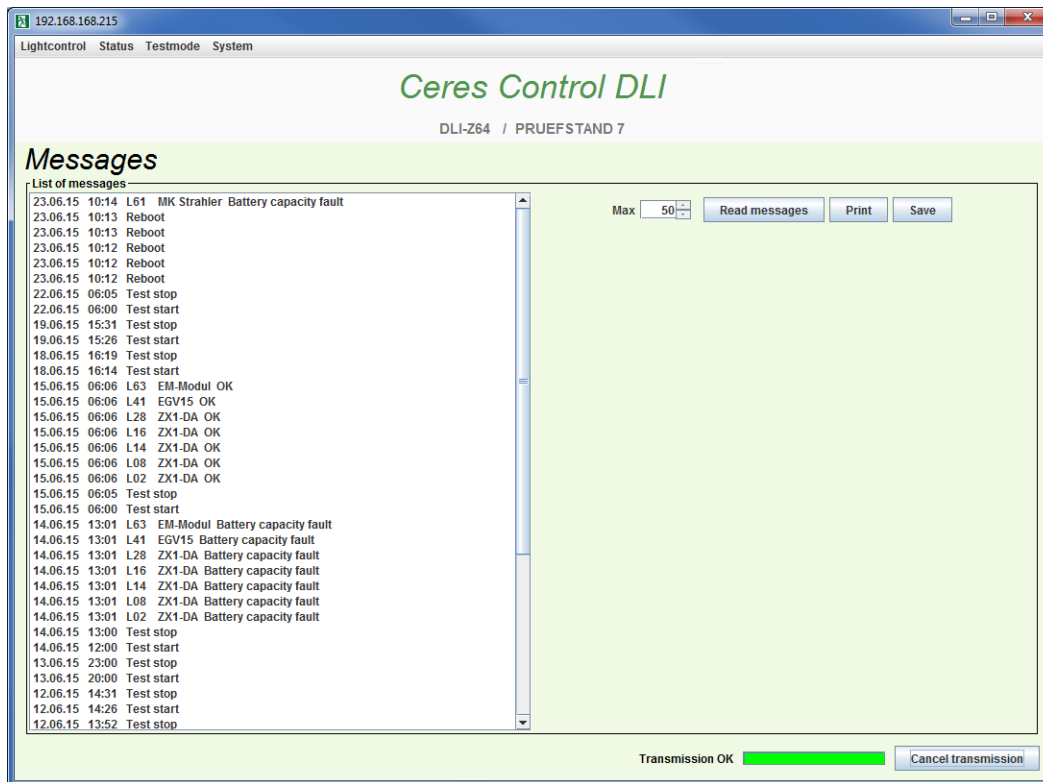 192.168.168.215
Lightcontrol Status Testmode System
Ceres Control DLI
DLI-Z64 / PRUEFSTAND 7
Messages
List of messages
23.06.15 10:14 L61 MK Strahler Battery capacity fault
23.06.15 10:13 Reboot
23.06.15 10:13 Reboot
23.06.15 10:12 Reboot
23.06.15 10:12 Reboot
23.06.15 10:12 Reboot
22.06.15 06:05 Test stop
22.06.15 06:00 Test start
19.06.15 15:31 Test stop
19.06.15 15:26 Test start
18.06.15 16:19 Test stop
18.06.15 16:14 Test start
15.06.15 06:06 L63 EM-Modul OK
15.06.15 06:06 L41 EGV15 OK
15.06.15 06:06 L28 ZX1-DA OK
15.06.15 06:06 L16 ZX1-DA OK
15.06.15 06:06 L14 ZX1-DA OK
15.06.15 06:06 L08 ZX1-DA OK
15.06.15 06:06 L02 ZX1-DA OK
15.06.15 06:05 Test stop
15.06.15 06:00 Test start
14.06.15 13:01 L63 EM-Modul Battery capacity fault
14.06.15 13:01 L41 EGV15 Battery capacity fault
14.06.15 13:01 L28 ZX1-DA Battery capacity fault
14.06.15 13:01 L16 ZX1-DA Battery capacity fault
14.06.15 13:01 L14 ZX1-DA Battery capacity fault
14.06.15 13:01 L08 ZX1-DA Battery capacity fault
14.06.15 13:01 L02 ZX1-DA Battery capacity fault
14.06.15 13:00 Test stop
14.06.15 12:00 Test start
13.06.15 23:00 Test stop
13.06.15 20:00 Test start
12.06.15 14:31 Test stop
12.06.15 14:26 Test start
12.06.15 13:52 Test stop
Max 50 Read messages Print Save
Transmission OK Cancel transmission